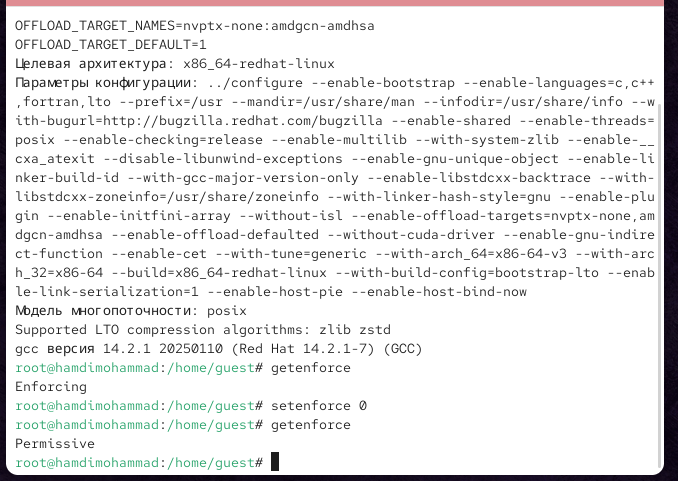 OFFLOAD_TARGET_NAMES=nvptx-none:amdgcn-amdhsa
OFFLOAD_TARGET_DEFAULT=1
Целевая архитектура: x86_64-redhat-linux
Параметры конфигурации: ../configure --enable-bootstrap --enable-languages=c,c++
,fortran,lto --prefix=/usr --mandir=/usr/share/man --infodir=/usr/share/info --w
ith-bugurl=http://bugzilla.redhat.com/bugzilla --enable-shared --enable-threads=
posix --enable-checking=release --enable-multilib --with-system-zlib --enable-__
cxa_atexit --disable-libunwind-exceptions --enable-gnu-unique-object --enable-li
nker-build-id --with-gcc-major-version-only --enable-libstdcxx-backtrace --with-
libstdcxx-zoneinfo=/usr/share/zoneinfo --with-linker-hash-style=gnu --enable-plu
gin --enable-initfini-array --without-isl --enable-offload-targets=nvptx-none,am
dgcn-amdhsa --enable-offload-defaulted --without-cuda-driver --enable-gnu-indire
ct-function --enable-cet --with-tune=generic --with-arch_64=x86-64-v3 --with-arc
h_32=x86-64 --build=x86_64-redhat-linux --with-build-config=bootstrap-lto --enab
le-link-serialization=1 --enable-host-pie --enable-host-bind-now
Модель многопоточности: posix
Supported LTO compression algorithms: zlib zstd
gcc версия 14.2.1 20250110 (Red Hat 14.2.1-7) (GCC)
root@hamdimohammad:/home/guest# getenforce
Enforcing
root@hamdimohammad:/home/guest# setenforce 0
root@hamdimohammad:/home/guest# getenforce
Permissive
root@hamdimohammad:/home/guest#